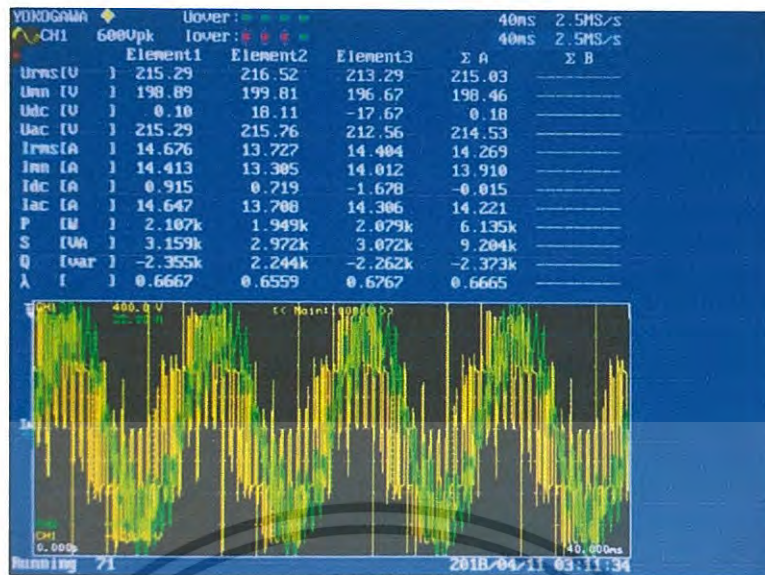 YOKOGAWA Uover: 40ms 2.5MS/s
CH1 600Vpk Iover: 40ms 2.5MS/s
Element1 Element2 Element3 Σ A Σ B
Urms[V ] 215.29 216.52 213.29 215.03
Umn [V ] 198.89 199.81 196.67 198.46
Udc [V ] 0.10 18.11 -17.67 0.18
Uac [V ] 215.29 215.76 212.56 214.53
Irms[A ] 14.676 13.727 14.404 14.269
Imn [A ] 14.413 13.305 14.012 13.910
Idc [A ] 0.915 0.719 -1.678 -0.015
Iac [A ] 14.647 13.708 14.306 14.221
P [W ] 2.107k 1.949k 2.079k 6.135k
S [VA ] 3.159k 2.972k 3.072k 9.204k
Q [var ] -2.355k 2.244k -2.262k -2.373k
λ [ ] 0.6667 0.6559 0.6767 0.6665
CH1 400.0 V << Main: >>
CH1 V
0.000s 40.000ms
Running 71 2018/04/11 03:11:34